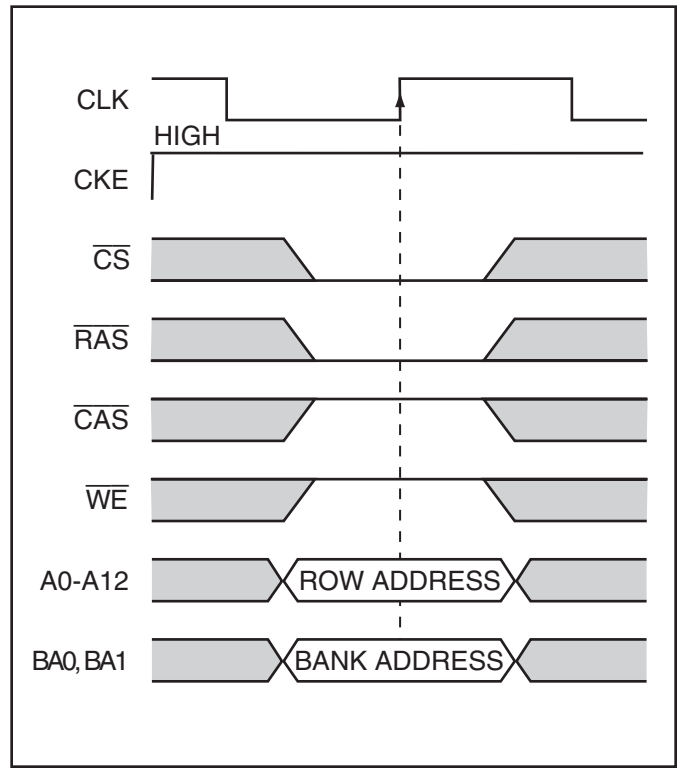 CLK
HIGH
CKE
CS
RAS
CAS
WE
A0-A12 ROW ADDRESS
BA0, BA1 BANK ADDRESS